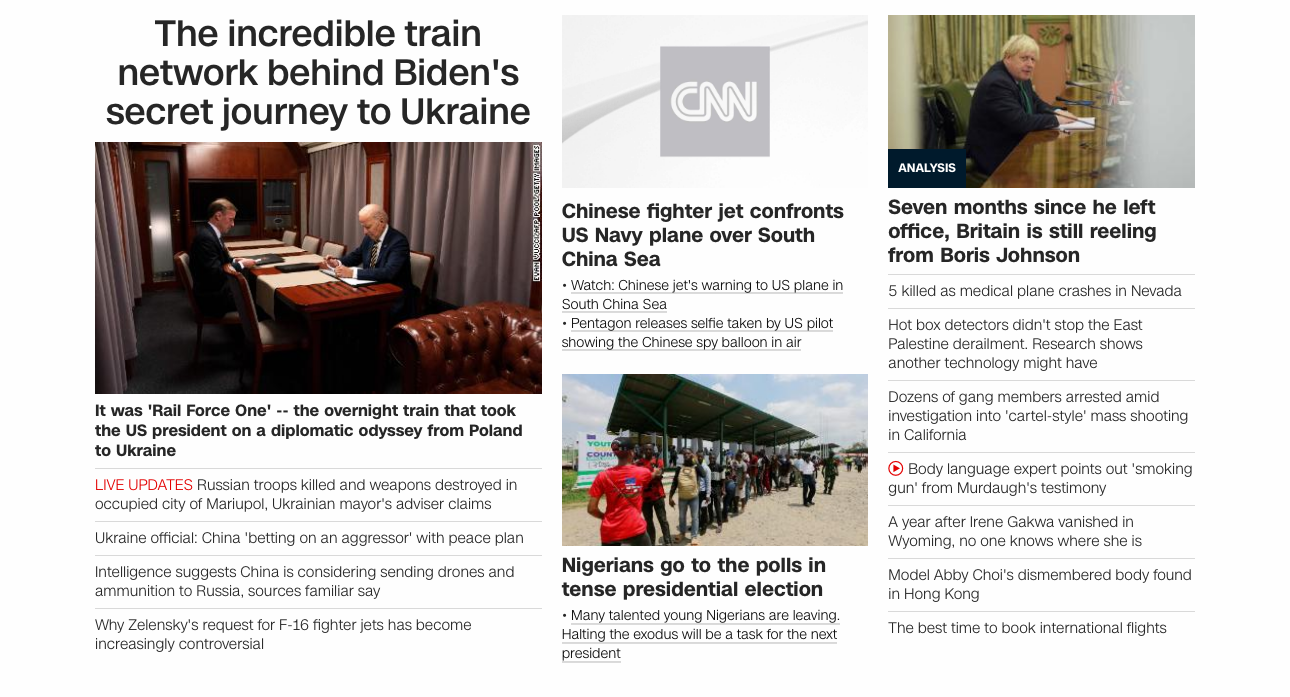 The incredible train
network behind Biden's
secret journey to Ukraine
EVAN VUCCI/AFP POOL/GETTY IMAGES
It was 'Rail Force One' -- the overnight train that took
the US president on a diplomatic odyssey from Poland
to Ukraine
LIVE UPDATES Russian troops killed and weapons destroyed in
occupied city of Mariupol, Ukrainian mayor's adviser claims
Ukraine official: China 'betting on an aggressor' with peace plan
Intelligence suggests China is considering sending drones and
ammunition to Russia, sources familiar say
Why Zelensky's request for F-16 fighter jets has become
increasingly controversial
CNN
Chinese fighter jet confronts
US Navy plane over South
China Sea
• Watch: Chinese jet's warning to US plane in
South China Sea
• Pentagon releases selfie taken by US pilot
showing the Chinese spy balloon in air
YOUT
COUNT
Nigerians go to the polls in
tense presidential election
• Many talented young Nigerians are leaving.
Halting the exodus will be a task for the next
president
ANALYSIS
Seven months since he left
office, Britain is still reeling
from Boris Johnson
5 killed as medical plane crashes in Nevada
Hot box detectors didn't stop the East
Palestine derailment. Research shows
another technology might have
Dozens of gang members arrested amid
investigation into 'cartel-style' mass shooting
in California
Body language expert points out 'smoking
gun' from Murdaugh's testimony
A year after Irene Gakwa vanished in
Wyoming, no one knows where she is
Model Abby Choi's dismembered body found
in Hong Kong
The best time to book international flights